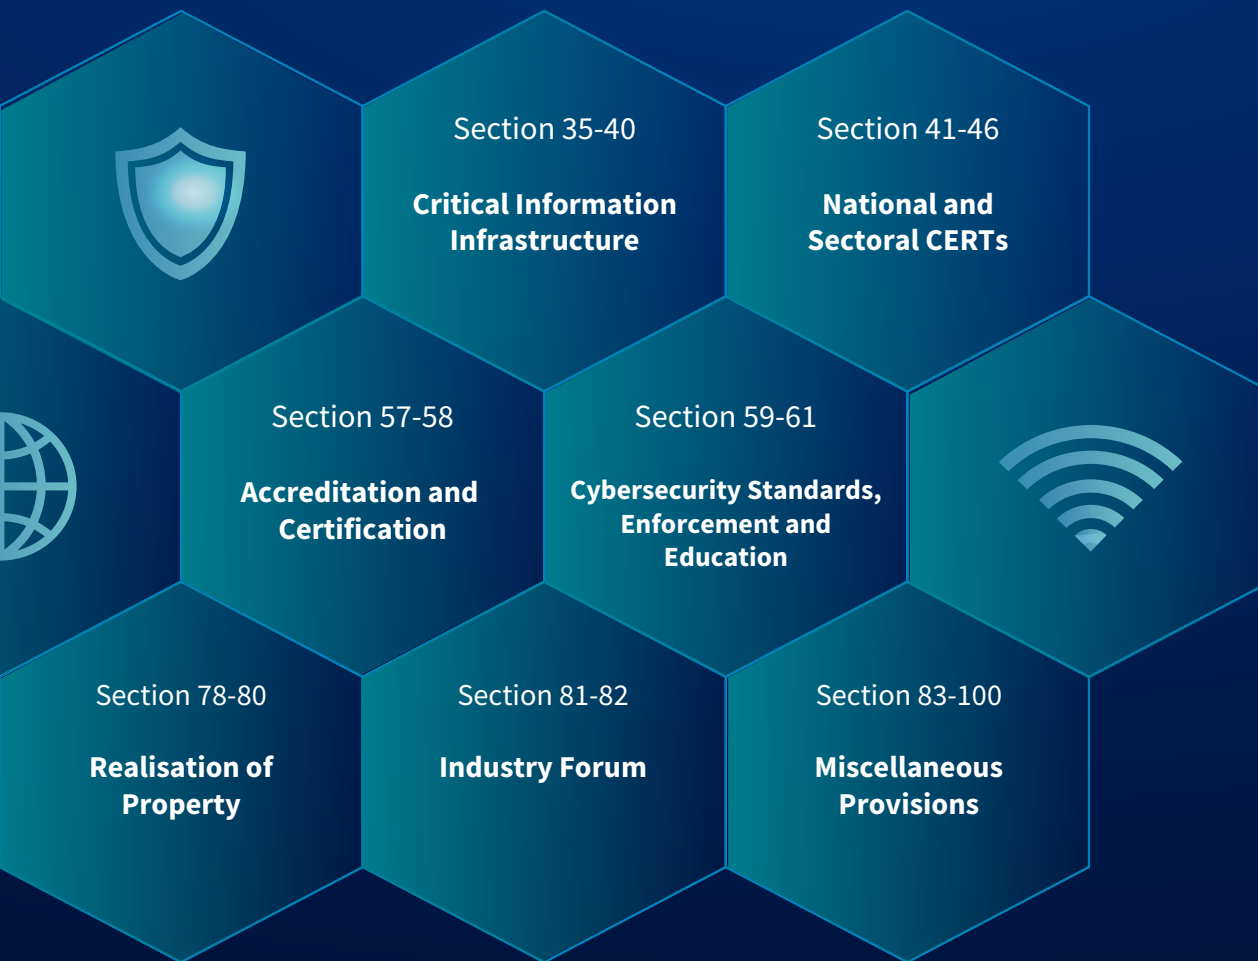 Section 35-40
Critical Information
Infrastructure
Section 41-46
National and
Sectoral CERTs
Section 57-58
Accreditation and
Certification
Section 59-61
Cybersecurity Standards,
Enforcement and
Education
Section 78-80
Realisation of
Property
Section 81-82
Industry Forum
Section 83-100
Miscellaneous
Provisions